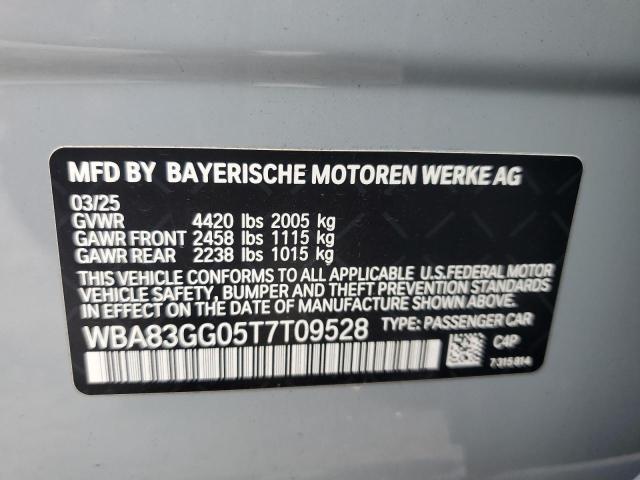 MFD BY BAYERISCHE MOTOREN WERKE AG
03/25
GVWR 4420 lbs 2005 kg
GAWR FRONT 2458 lbs 1115 kg
GAWR REAR 2238 lbs 1015 kg
THIS VEHICLE CONFORMS TO ALL APPLICABLE U.S.FEDERAL MOTOR
VEHICLE SAFETY, BUMPER AND THEFT PREVENTION STANDARDS
IN EFFECT ON THE DATE OF MANUFACTURE SHOWN ABOVE.
WBA83GG05T7T09528 TYPE: PASSENGER CAR
C4P
7315814